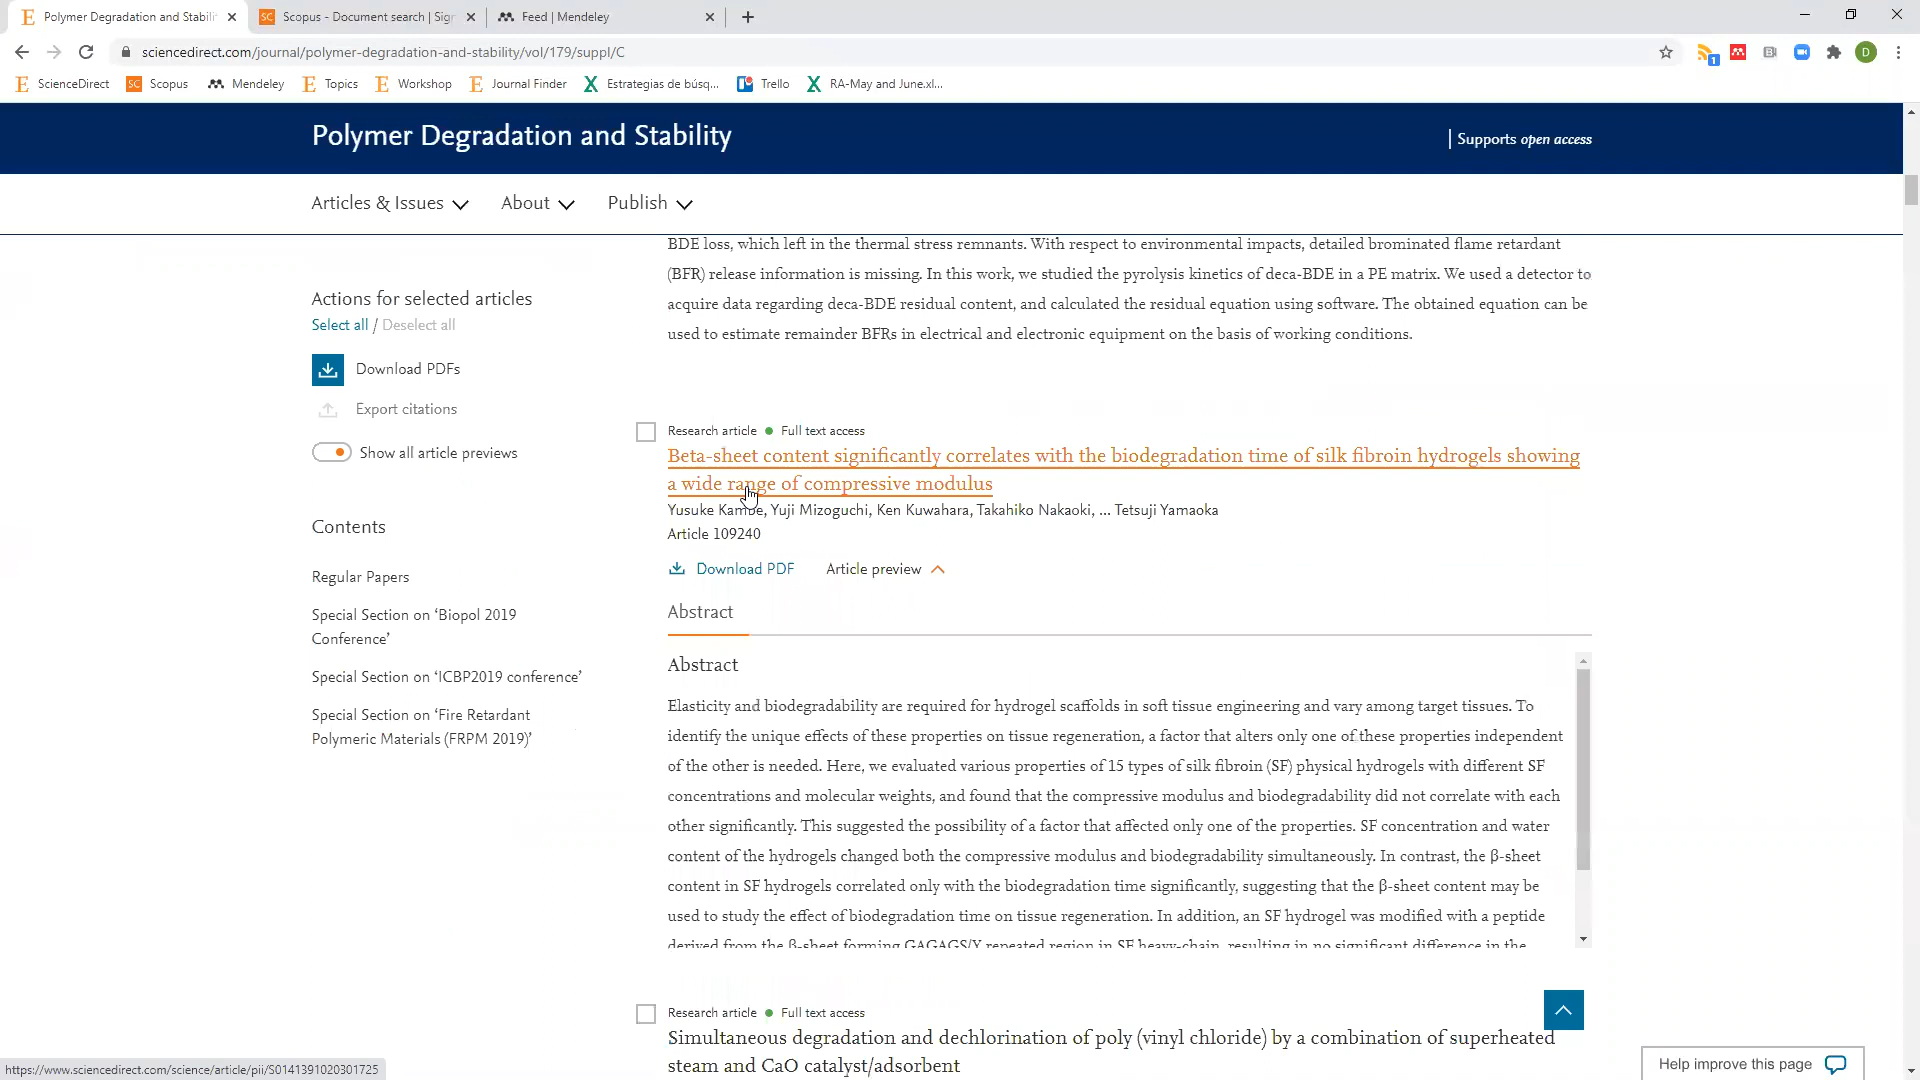 Polymer Degradation and Stabili
Scopus - Document search | Sig
Feed | Mendeley
sciencedirect.com/journal/polymer-degradation-and-stability/vol/179/suppl/C
ScienceDirect
Scopus
Mendeley
Topics
Workshop
Journal Finder
Estrategias de búsq...
Trello
RA-May and June.xl...
Polymer Degradation and Stability
Supports open access
Articles & Issues
About
Publish
BDE loss, which left in the thermal stress remnants. With respect to environmental impacts, detailed brominated flame retardant
(BFR) release information is missing. In this work, we studied the pyrolysis kinetics of deca-BDE in a PE matrix. We used a detector to
acquire data regarding deca-BDE residual content, and calculated the residual equation using software. The obtained equation can be
used to estimate remainder BFRs in electrical and electronic equipment on the basis of working conditions.
Actions for selected articles
Select all / Deselect all
Download PDFs
Export citations
Show all article previews
Contents
Regular Papers
Special Section on ‘Biopol 2019
Conference’
Special Section on ‘ICBP2019 conference’
Special Section on ‘Fire Retardant
Polymeric Materials (FRPM 2019)’
Research article • Full text access
Beta-sheet content significantly correlates with the biodegradation time of silk fibroin hydrogels showing
a wide range of compressive modulus
Yusuke Kambe, Yuji Mizoguchi, Ken Kuwahara, Takahiko Nakaoki, ... Tetsuji Yamaoka
Article 109240
Download PDF
Article preview
Abstract
Abstract
Elasticity and biodegradability are required for hydrogel scaffolds in soft tissue engineering and vary among target tissues. To
identify the unique effects of these properties on tissue regeneration, a factor that alters only one of these properties independent
of the other is needed. Here, we evaluated various properties of 15 types of silk fibroin (SF) physical hydrogels with different SF
concentrations and molecular weights, and found that the compressive modulus and biodegradability did not correlate with each
other significantly. This suggested the possibility of a factor that affected only one of the properties. SF concentration and water
content of the hydrogels changed both the compressive modulus and biodegradability simultaneously. In contrast, the β-sheet
content in SF hydrogels correlated only with the biodegradation time significantly, suggesting that the β-sheet content may be
used to study the effect of biodegradation time on tissue regeneration. In addition, an SF hydrogel was modified with a peptide
derived from the β-sheet forming GAGAGS/Y repeated region in SF heavy-chain, resulting in no significant difference in the
Research article • Full text access
Simultaneous degradation and dechlorination of poly (vinyl chloride) by a combination of superheated
steam and CaO catalyst/adsorbent
Help improve this page
https://www.sciencedirect.com/science/article/pii/S0141391020301725